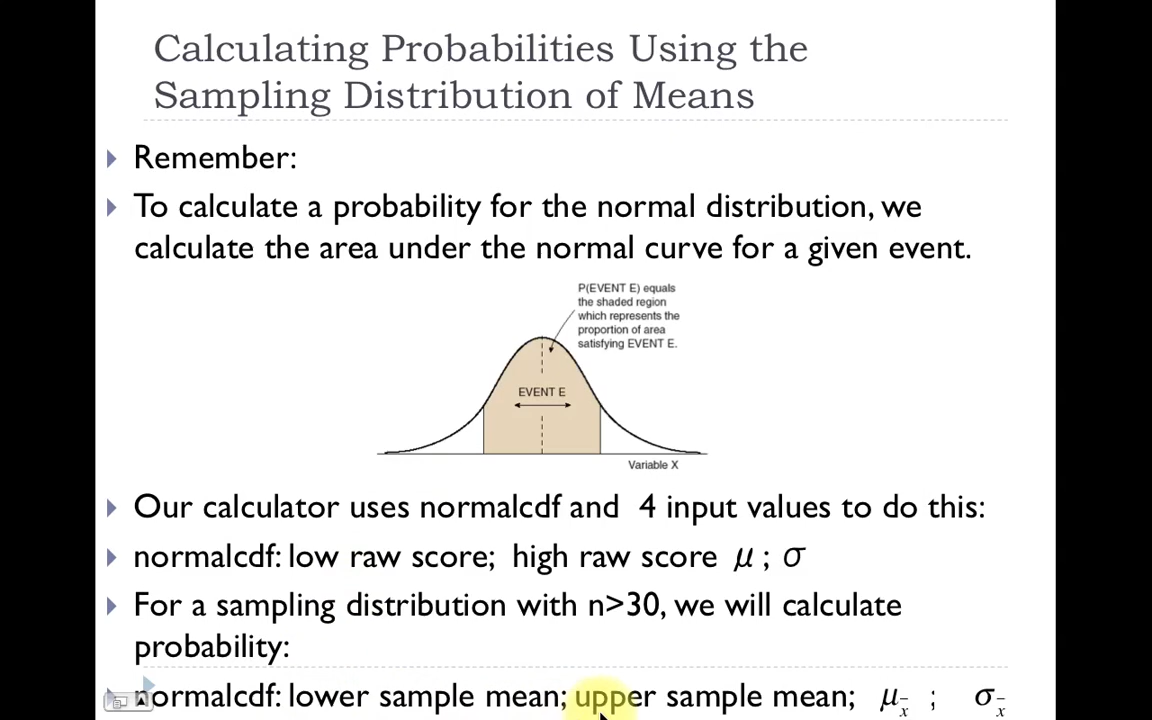 Calculating Probabilities Using the
Sampling Distribution of Means
Remember:
To calculate a probability for the normal distribution, we
calculate the area under the normal curve for a given event.
P(EVENT E) equals
the shaded region
which represents the
proportion of area
satisfying EVENT E.
EVENT E
Variable X
Our calculator uses normalcdf and 4 input values to do this:
normalcdf: low raw score; high raw score μ ; σ
For a sampling distribution with n>30, we will calculate
probability:
normalcdf: lower sample mean; upper sample mean; μx̄ ; σx̄